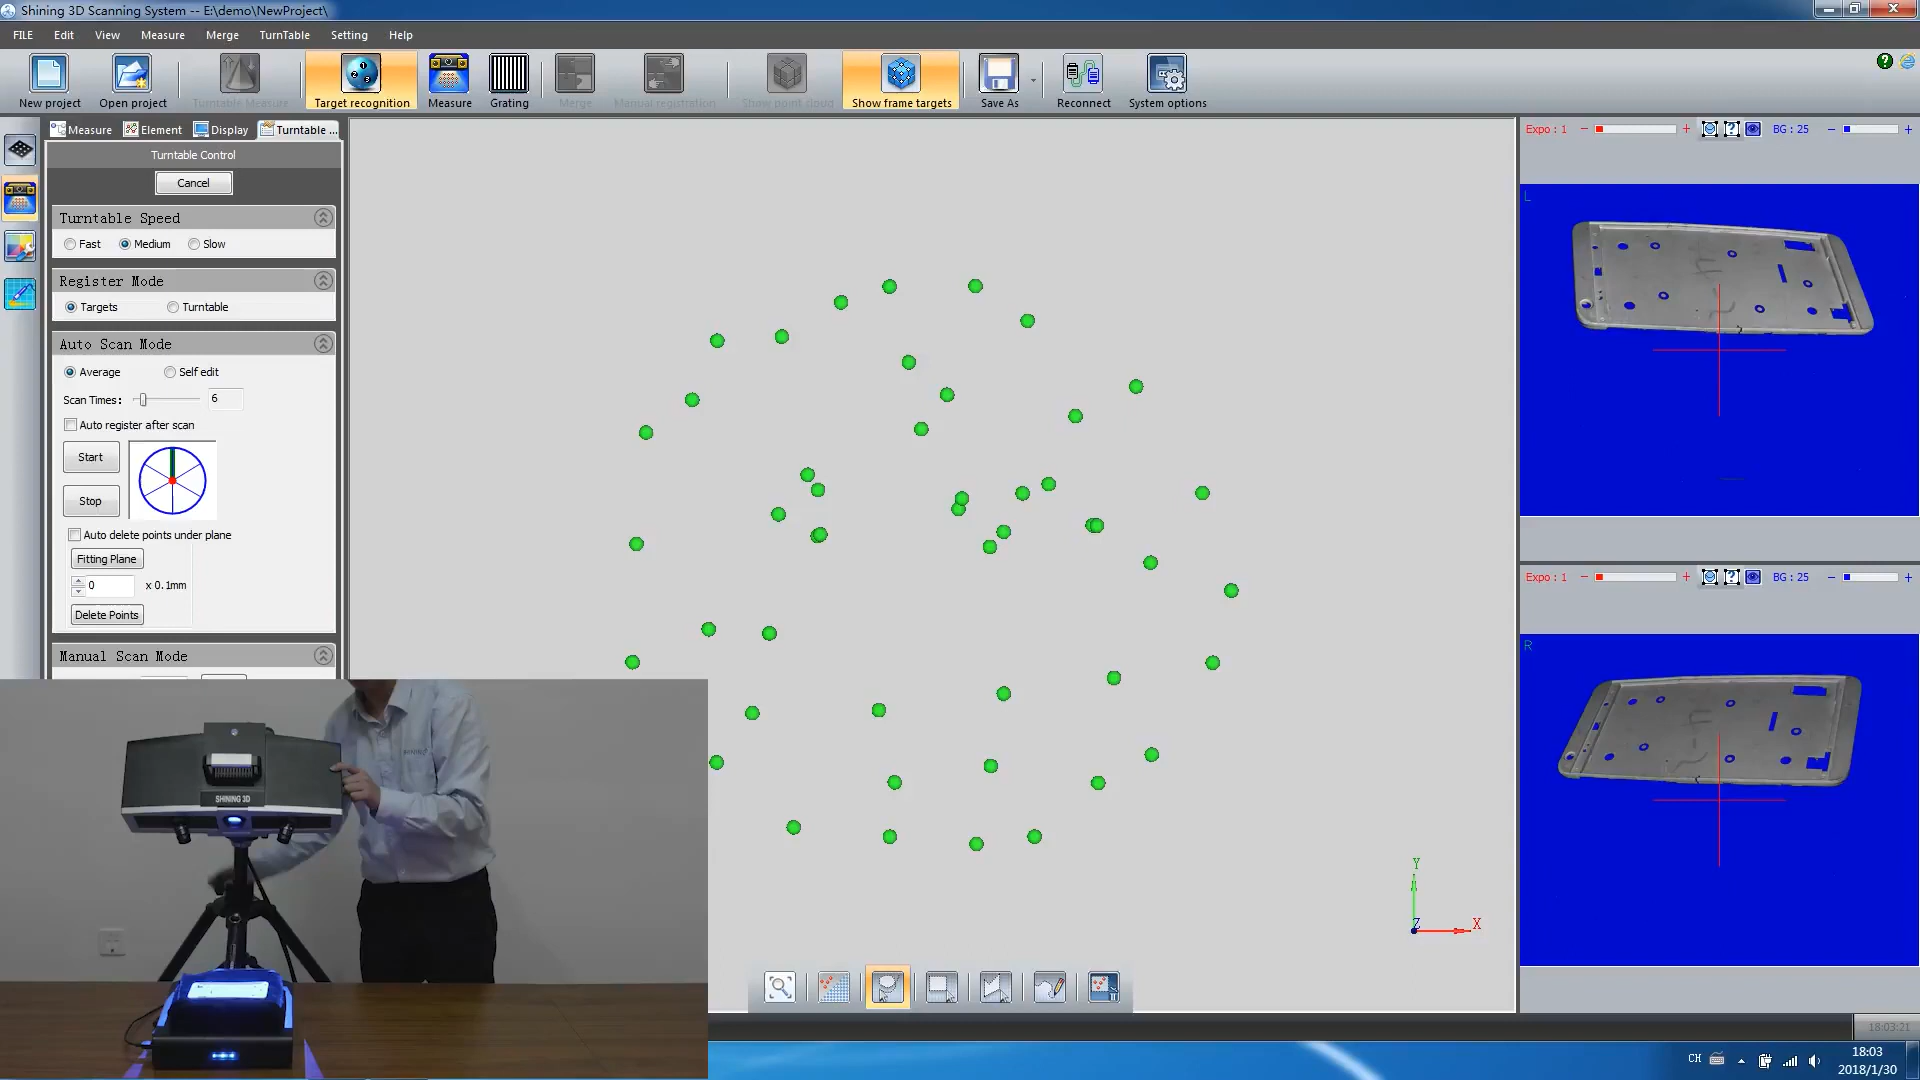 Shining 3D Scanning System -- E:\demo\NewProject\
FILE Edit View Measure Merge TurnTable Setting Help
New project Open project Turntable Measure Target recognition Measure Grating Merge Manual registration Show point cloud Show frame targets Save As Reconnect System options
Measure Element Display Turntable ...
Turntable Control
Cancel
Turntable Speed
Fast Medium Slow
Register Mode
Targets Turntable
Auto Scan Mode
Average Self edit
Scan Times: 6
Auto register after scan
Start
Stop
Auto delete points under plane
Fitting Plane
0 x 0.1mm
Delete Points
Manual Scan Mode
SHINING 3D
SHINING
Y
Z X
Expo : 1 BG : 25
L
Expo : 1 BG : 25
R
18:03:21
CH
18:03
2018/1/30